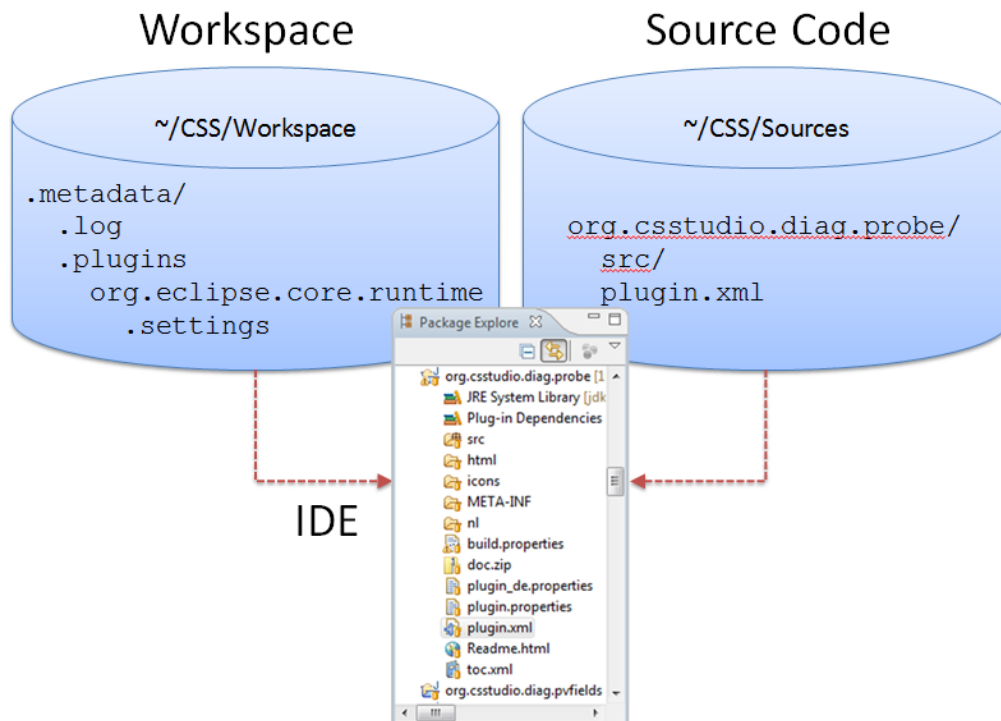 Workspace
Source Code
~/CSS/Workspace
~/CSS/Sources
.metadata/
.log
.plugins
org.eclipse.core.runtime
.settings
org.csstudio.diag.probe/
src/
plugin.xml
Package Explore
org.csstudio.diag.probe [1
JRE System Library [jdk
Plug-in Dependencies
src
html
icons
META-INF
nl
build.properties
doc.zip
plugin_de.properties
plugin.properties
plugin.xml
Readme.html
toc.xml
org.csstudio.diag.pvfields
IDE